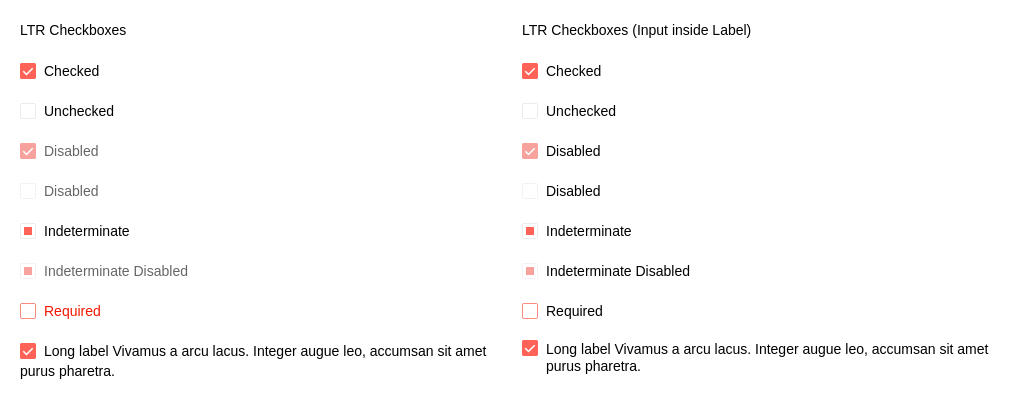 LTR Checkboxes
Checked
Unchecked
Disabled
Disabled
Indeterminate
Indeterminate Disabled
Required
Long label Vivamus a arcu lacus. Integer augue leo, accumsan sit amet
purus pharetra.
LTR Checkboxes (Input inside Label)
Checked
Unchecked
Disabled
Disabled
Indeterminate
Indeterminate Disabled
Required
Long label Vivamus a arcu lacus. Integer augue leo, accumsan sit amet
purus pharetra.